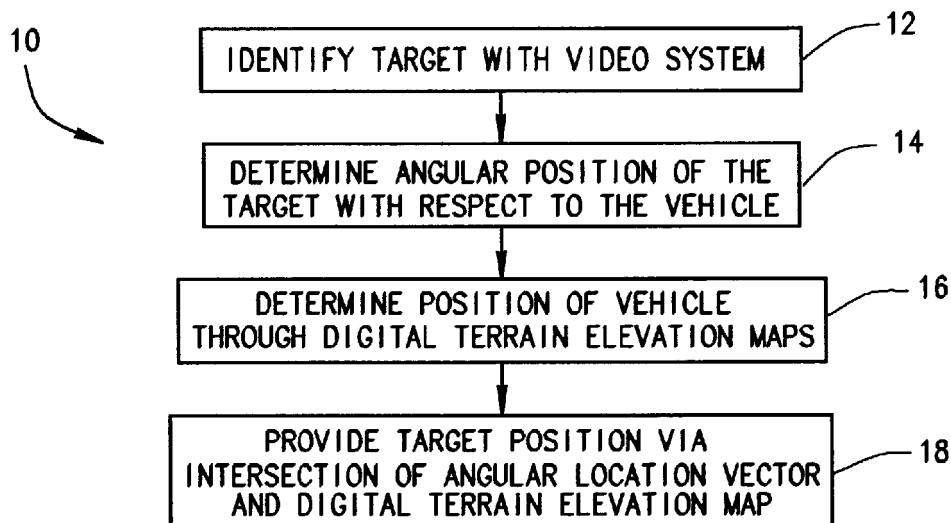 10
IDENTIFY TARGET WITH VIDEO SYSTEM
12
DETERMINE ANGULAR POSITION OF THE
TARGET WITH RESPECT TO THE VEHICLE
14
DETERMINE POSITION OF VEHICLE
THROUGH DIGITAL TERRAIN ELEVATION MAPS
16
PROVIDE TARGET POSITION VIA
INTERSECTION OF ANGULAR LOCATION VECTOR
AND DIGITAL TERRAIN ELEVATION MAP
18